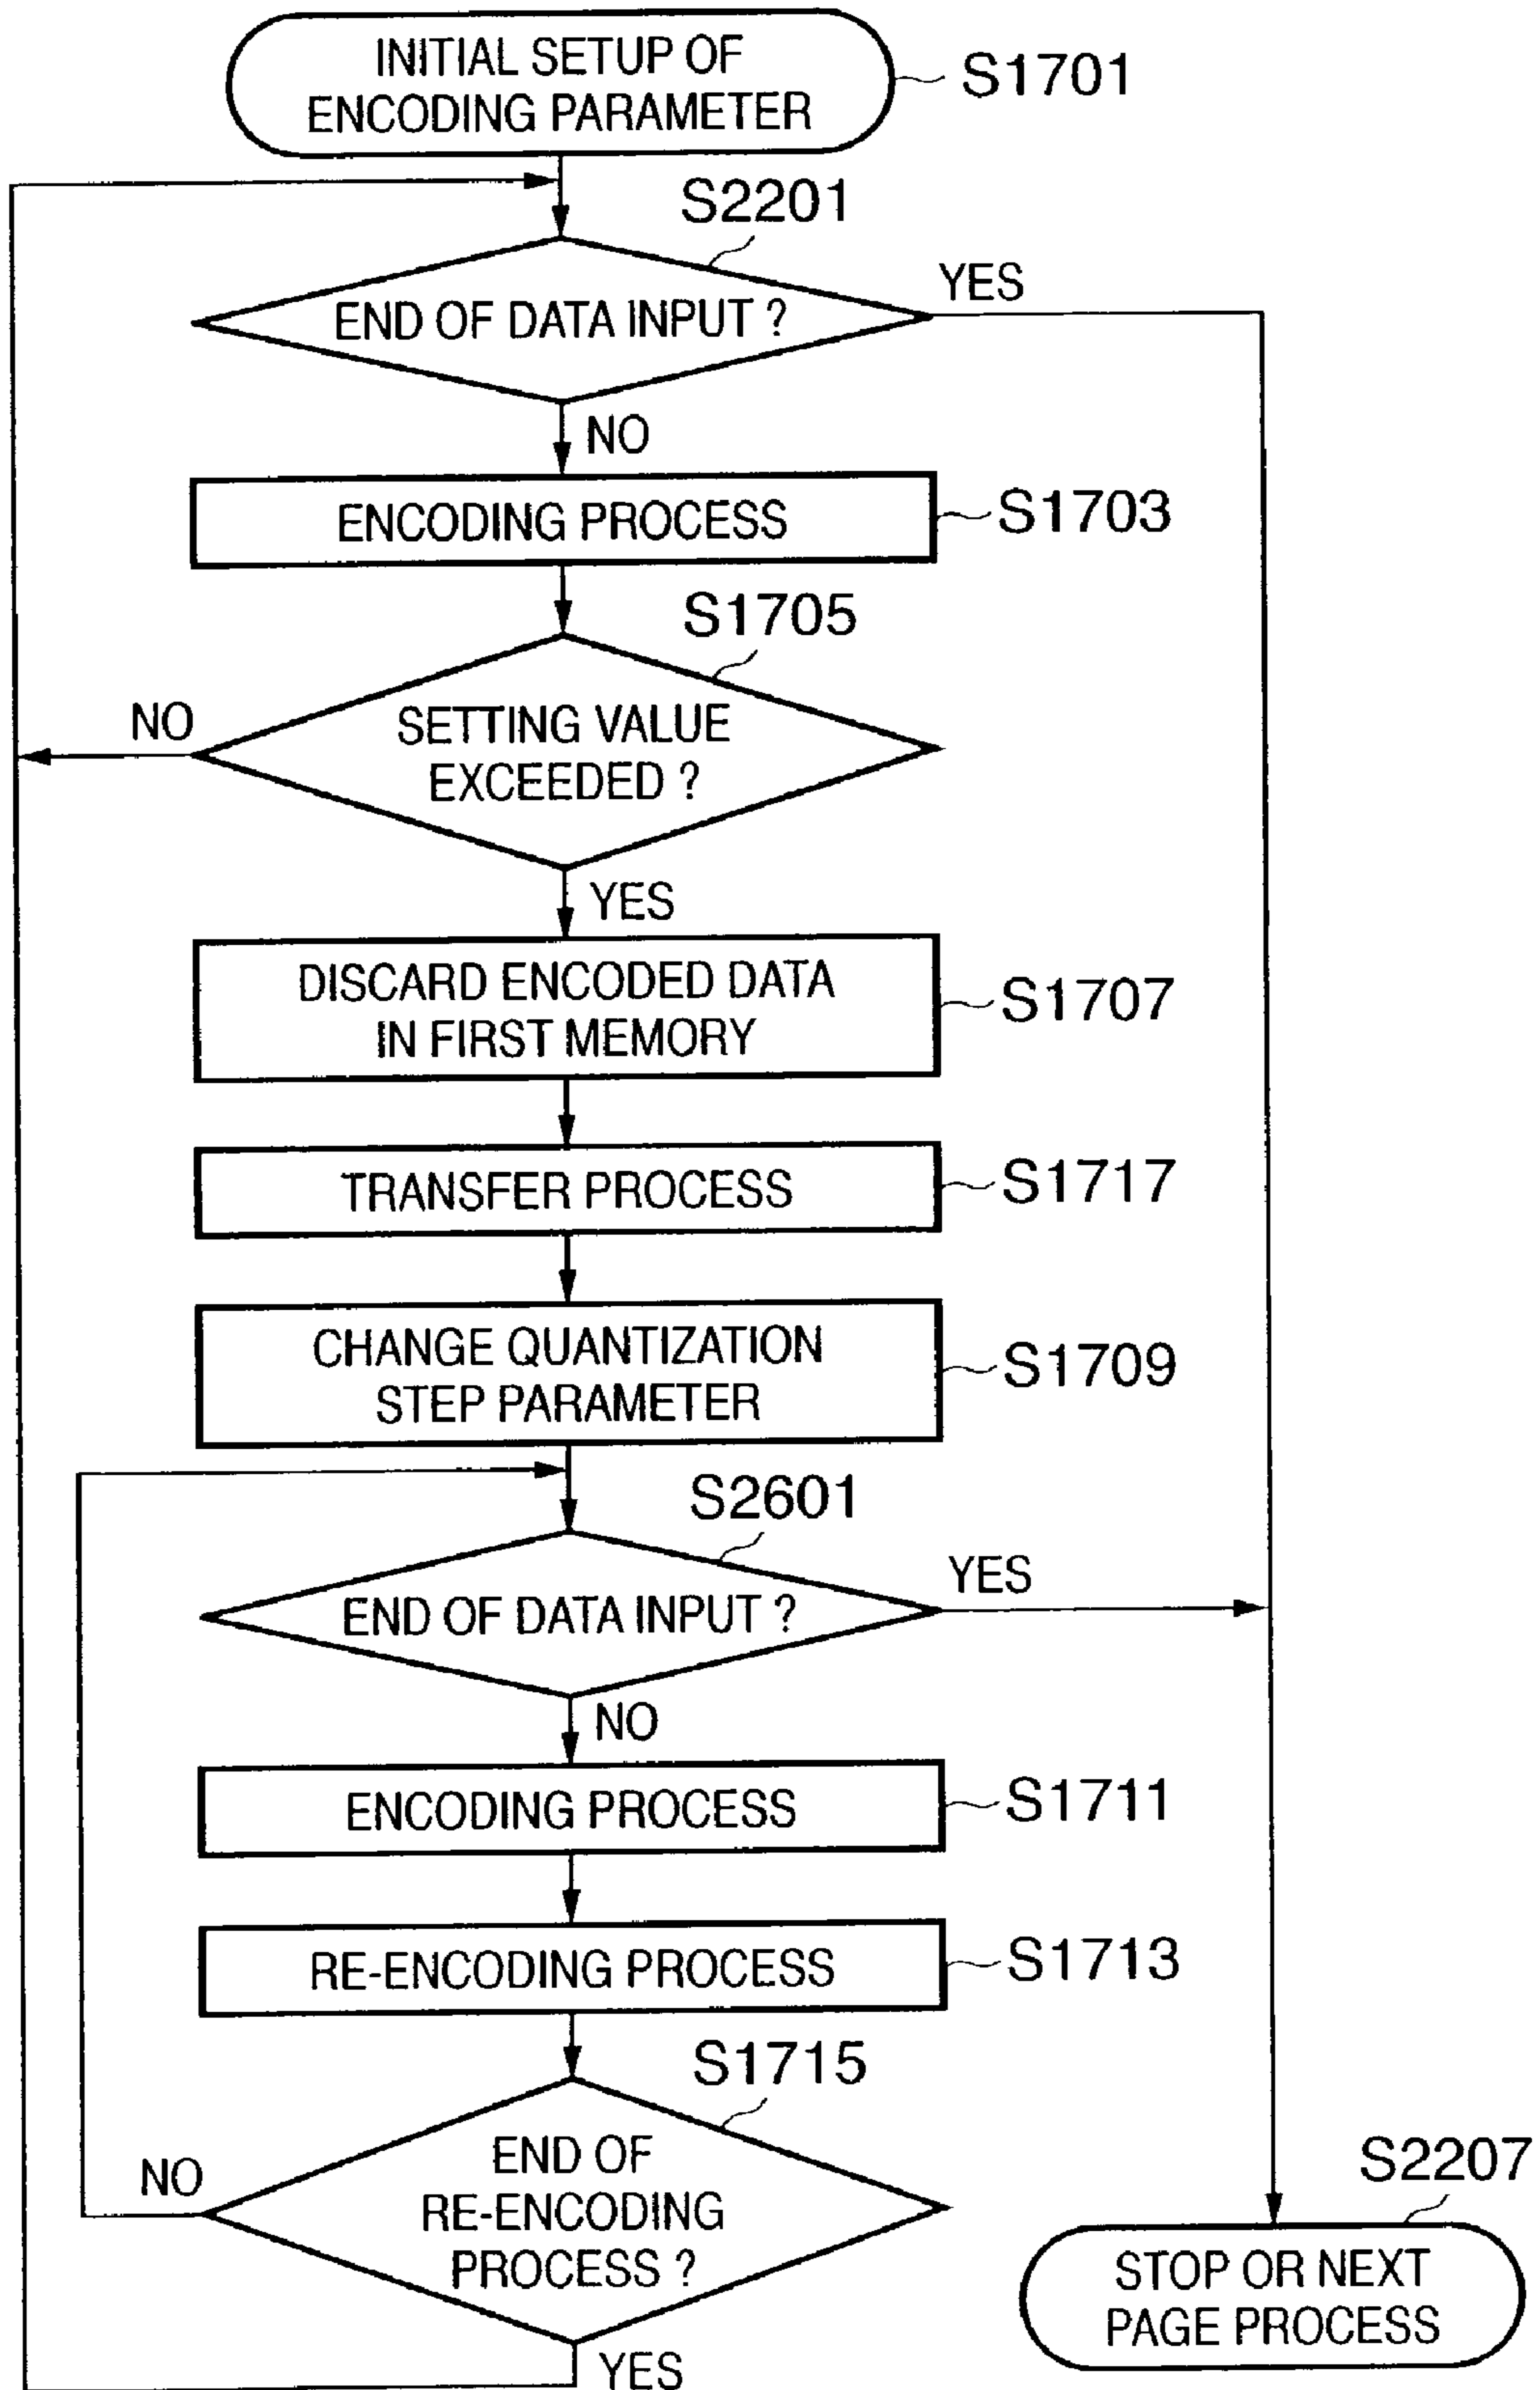 INITIAL SETUP OF
ENCODING PARAMETER
S1701
S2201
END OF DATA INPUT ?
YES
NO
ENCODING PROCESS
S1703
S1705
SETTING VALUE
EXCEEDED ?
NO
YES
DISCARD ENCODED DATA
IN FIRST MEMORY
S1707
TRANSFER PROCESS
S1717
CHANGE QUANTIZATION
STEP PARAMETER
S1709
S2601
END OF DATA INPUT ?
YES
NO
ENCODING PROCESS
S1711
RE-ENCODING PROCESS
S1713
S1715
END OF
RE-ENCODING
PROCESS ?
NO
YES
S2207
STOP OR NEXT
PAGE PROCESS